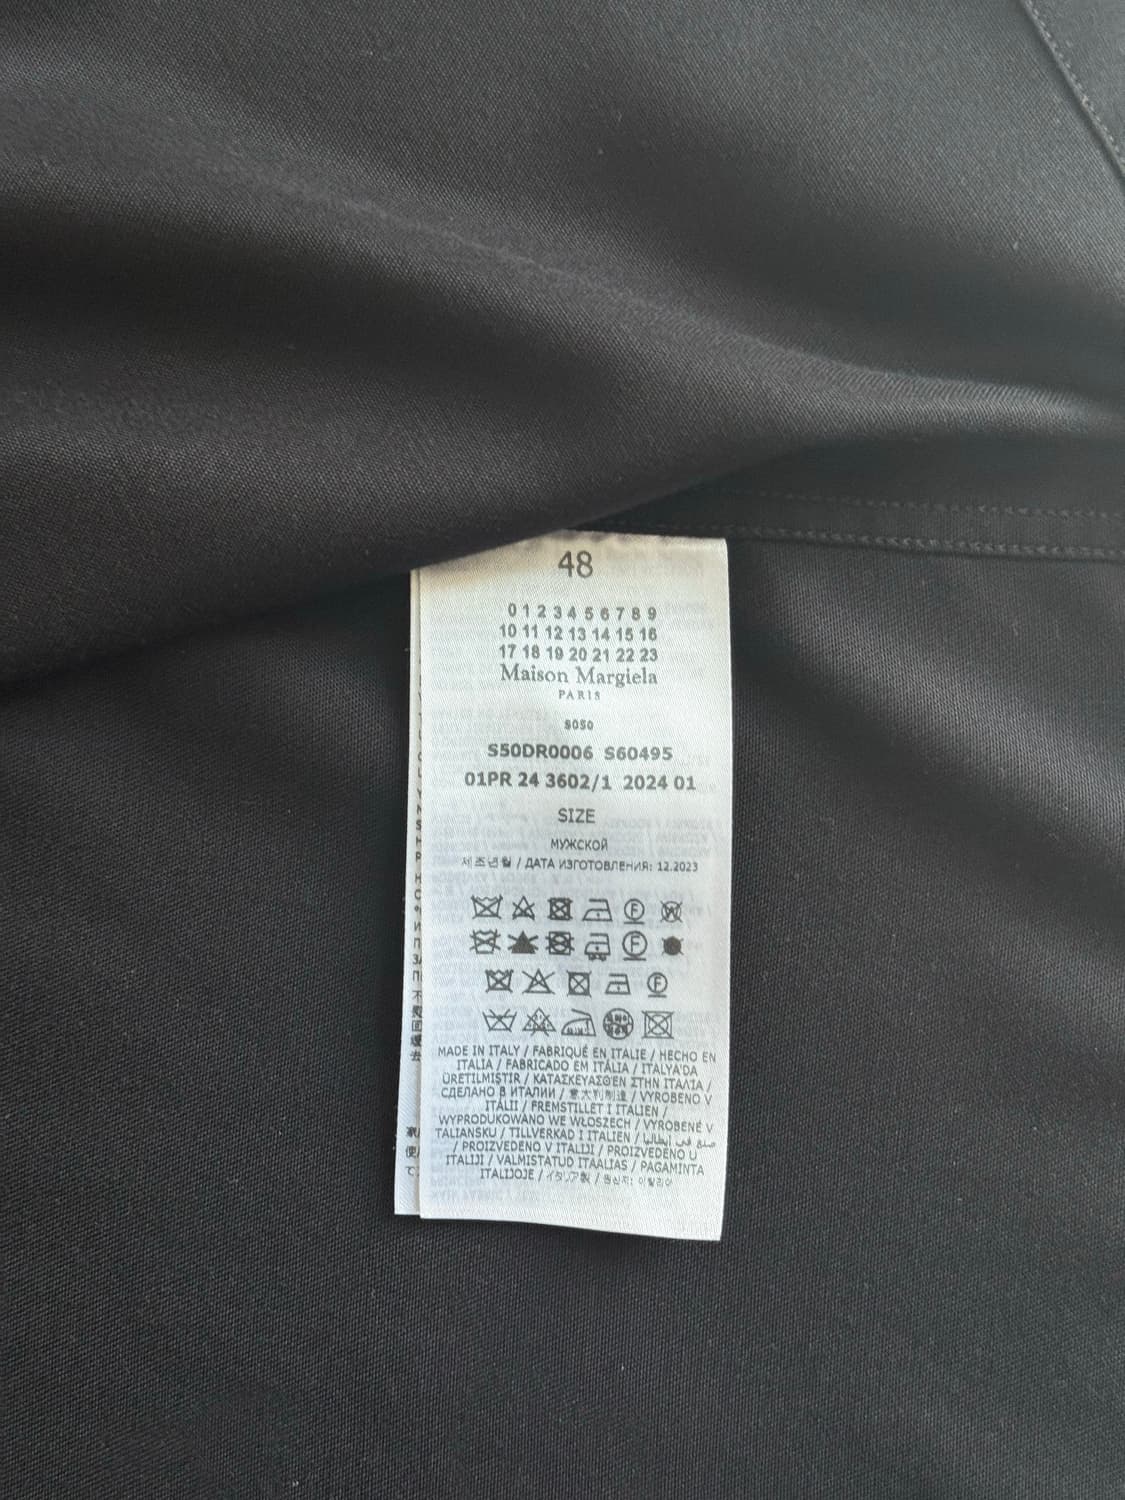 48
0 1 2 3 4 5 6 7 8 9
10 11 12 13 14 15 16
17 18 19 20 21 22 23
Maison Margiela
PARIS
S0S0
S50DR0006 S60495
01PR 24 3602/1 2024 01
SIZE
МУЖСКОЙ
제조년월 / ДАТА ИЗГОТОВЛЕНИЯ: 12.2023
F W
F
F
MADE IN ITALY / FABRIQUÉ EN ITALIE / HECHO EN
ITALIA / FABRICADO EM ITÁLIA / ITALYA'DA
ÜRETILMIŞTIR / ΚΑΤΑΣΚΕΥΑΣΘΕΝ ΣΤΗΝ ΙΤΑΛΙΑ /
СДЕЛАНО В ИТАЛИИ / 意大利制造 / VYROBENO V
ITÁLII / FREMSTILLET I ITALIEN /
WYPRODUKOWANO WE WŁOSZECH / VYROBENÉ V
TALIANSKU / TILLVERKAD I ITALIEN / صنع في ايطاليا
/ PROIZVEDENO V ITALIJI / PROIZVEDENO U
ITALIJI / VALMISTATUD ITAALIAS / PAGAMINTA
ITALIJOJE / イタリア製 / 원산지: 이탈리아